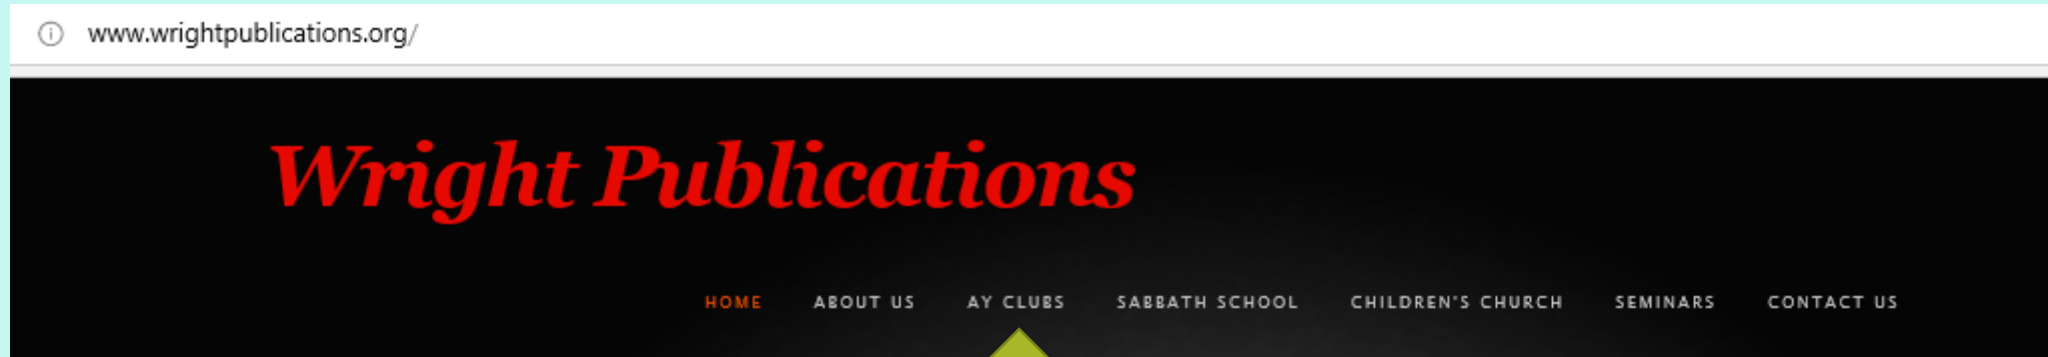 www.wrightpublications.org/
Wright Publications
HOME ABOUT US AY CLUBS SABBATH SCHOOL CHILDREN'S CHURCH SEMINARS CONTACT US